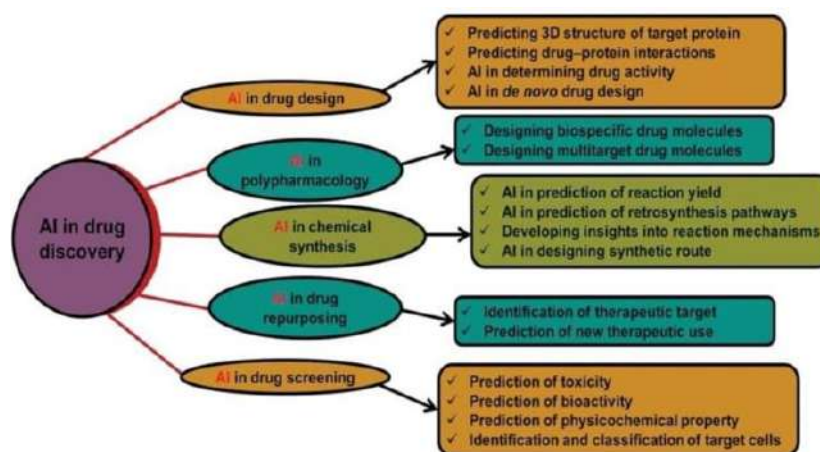 AI in drug
discovery
AI in drug design
✓ Predicting 3D structure of target protein
✓ Predicting drug–protein interactions
✓ AI in determining drug activity
✓ AI in de novo drug design
AI in
polypharmacology
✓ Designing biospecific drug molecules
✓ Designing multitarget drug molecules
AI in chemical
synthesis
✓ AI in prediction of reaction yield
✓ AI in prediction of retrosynthesis pathways
✓ Developing insights into reaction mechanisms
✓ AI in designing synthetic route
AI in drug
repurposing
✓ Identification of therapeutic target
✓ Prediction of new therapeutic use
AI in drug screening
✓ Prediction of toxicity
✓ Prediction of bioactivity
✓ Prediction of physicochemical property
✓ Identification and classification of target cells